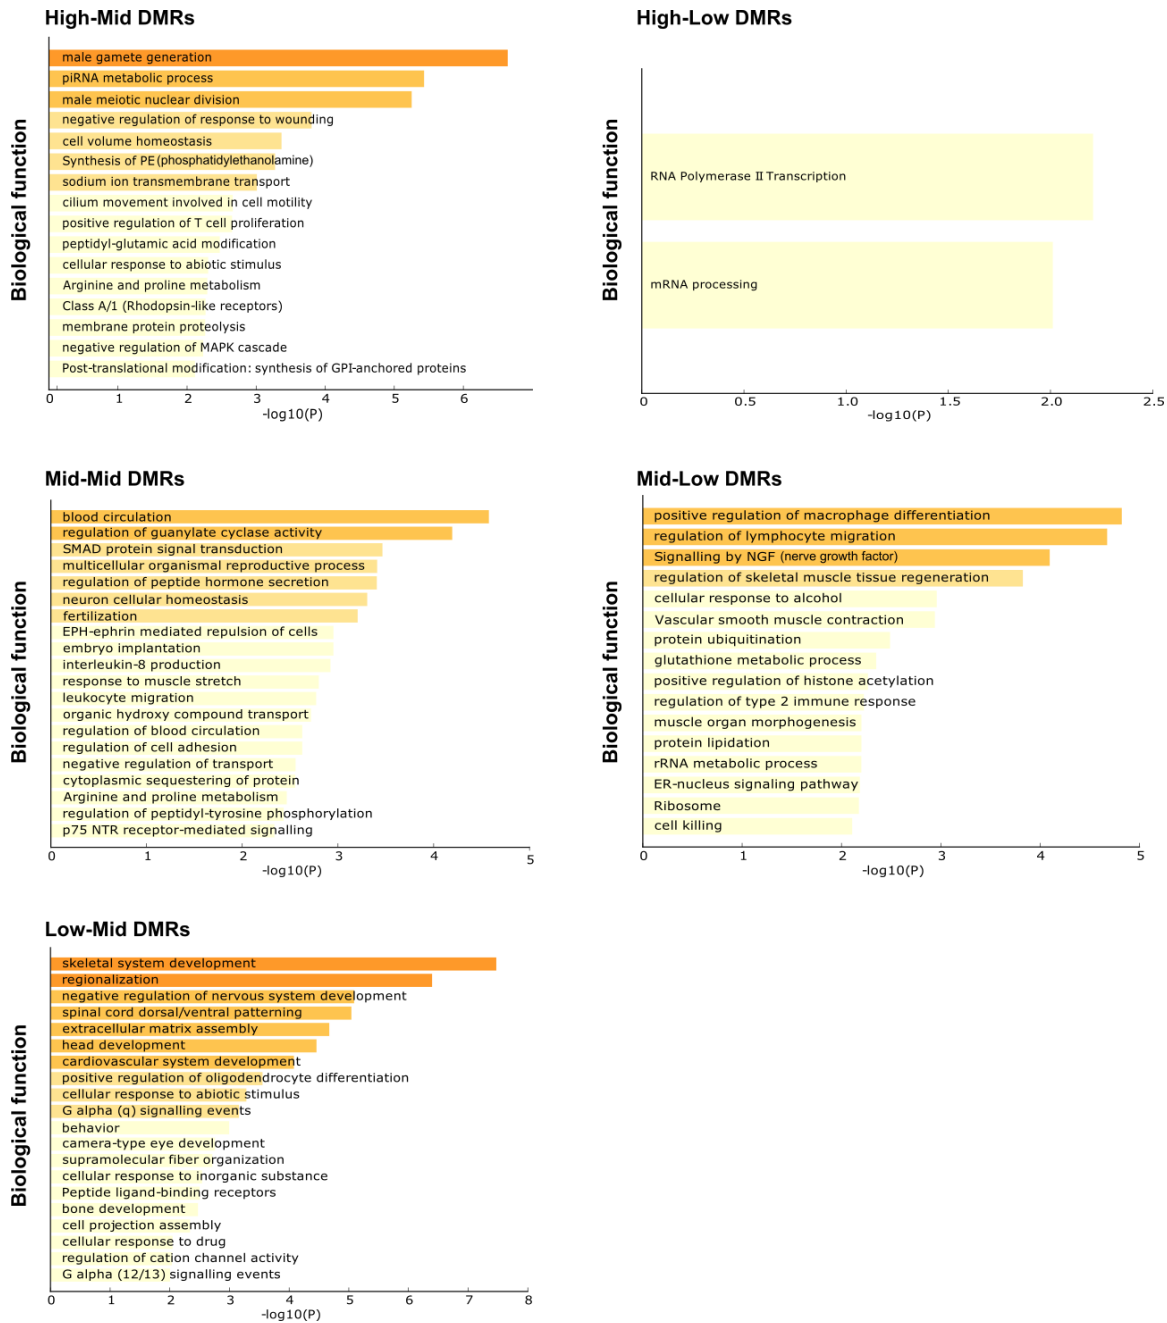 High-Mid DMRs
Biological function
male gamete generation
piRNA metabolic process
male meiotic nuclear division
negative regulation of response to wounding
cell volume homeostasis
Synthesis of PE (phosphatidylethanolamine)
sodium ion transmembrane transport
cilium movement involved in cell motility
positive regulation of T cell proliferation
peptidyl-glutamic acid modification
cellular response to abiotic stimulus
Arginine and proline metabolism
Class A/1 (Rhodopsin-like receptors)
membrane protein proteolysis
negative regulation of MAPK cascade
Post-translational modification: synthesis of GPI-anchored proteins
0 1 2 3 4 5 6
-log10(P)
High-Low DMRs
Biological function
RNA Polymerase II Transcription
mRNA processing
0 0.5 1.0 1.5 2.0 2.5
-log10(P)
Mid-Mid DMRs
Biological function
blood circulation
regulation of guanylate cyclase activity
SMAD protein signal transduction
multicellular organismal reproductive process
regulation of peptide hormone secretion
neuron cellular homeostasis
fertilization
EPH-ephrin mediated repulsion of cells
embryo implantation
interleukin-8 production
response to muscle stretch
leukocyte migration
organic hydroxy compound transport
regulation of blood circulation
regulation of cell adhesion
negative regulation of transport
cytoplasmic sequestering of protein
Arginine and proline metabolism
regulation of peptidyl-tyrosine phosphorylation
p75 NTR receptor-mediated signalling
0 1 2 3 4 5
-log10(P)
Mid-Low DMRs
Biological function
positive regulation of macrophage differentiation
regulation of lymphocyte migration
Signalling by NGF (nerve growth factor)
regulation of skeletal muscle tissue regeneration
cellular response to alcohol
Vascular smooth muscle contraction
protein ubiquitination
glutathione metabolic process
positive regulation of histone acetylation
regulation of type 2 immune response
muscle organ morphogenesis
protein lipidation
rRNA metabolic process
ER-nucleus signaling pathway
Ribosome
cell killing
0 1 2 3 4 5
-log10(P)
Low-Mid DMRs
Biological function
skeletal system development
regionalization
negative regulation of nervous system development
spinal cord dorsal/ventral patterning
extracellular matrix assembly
head development
cardiovascular system development
positive regulation of oligodendrocyte differentiation
cellular response to abiotic stimulus
G alpha (q) signalling events
behavior
camera-type eye development
supramolecular fiber organization
cellular response to inorganic substance
Peptide ligand-binding receptors
bone development
cell projection assembly
cellular response to drug
regulation of cation channel activity
G alpha (12/13) signalling events
0 1 2 3 4 5 6 7 8
-log10(P)